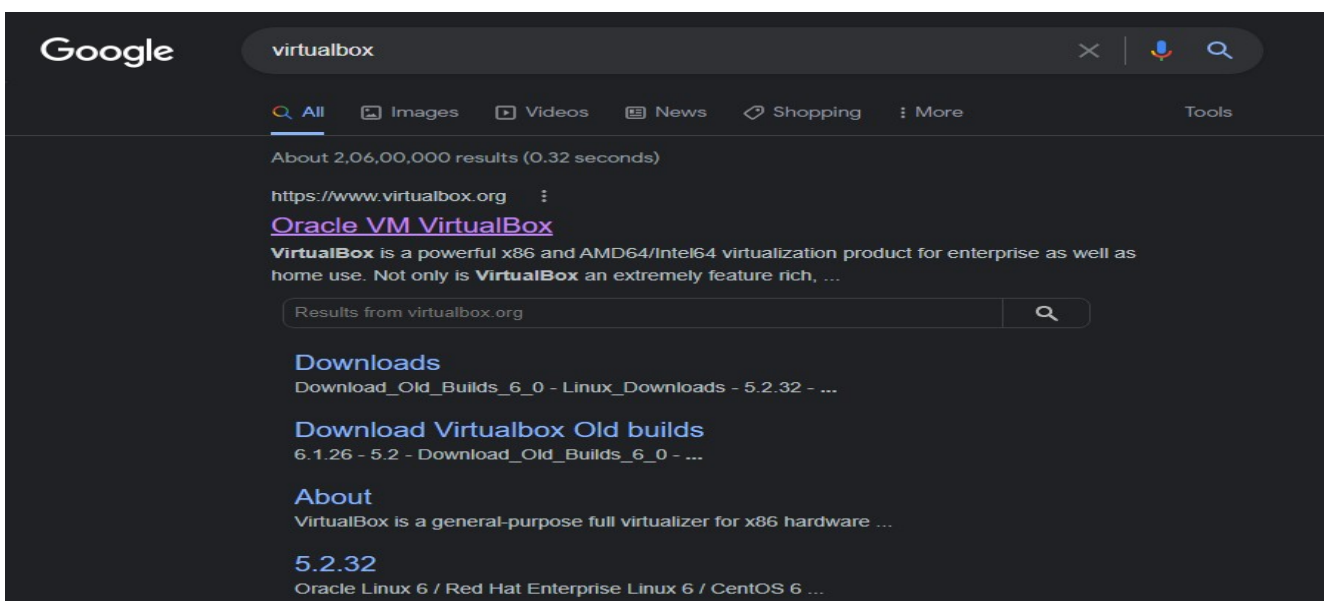 Google
virtualbox
All Images Videos News Shopping More Tools
About 2,06,00,000 results (0.32 seconds)
https://www.virtualbox.org
Oracle VM VirtualBox
VirtualBox is a powerful x86 and AMD64/Intel64 virtualization product for enterprise as well as
home use. Not only is VirtualBox an extremely feature rich, ...
Results from virtualbox.org
Downloads
Download_Old_Builds_6_0 - Linux_Downloads - 5.2.32 - ...
Download Virtualbox Old builds
6.1.26 - 5.2 - Download_Old_Builds_6_0 - ...
About
VirtualBox is a general-purpose full virtualizer for x86 hardware ...
5.2.32
Oracle Linux 6 / Red Hat Enterprise Linux 6 / CentOS 6 ...